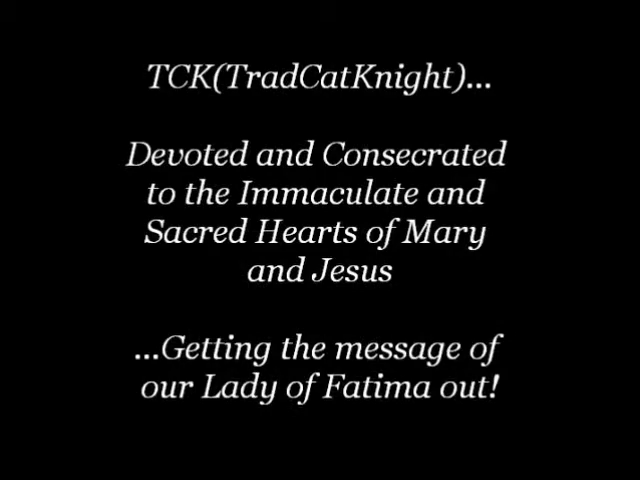 TCK(TradCatKnight)...
Devoted and Consecrated
to the Immaculate and
Sacred Hearts of Mary
and Jesus
...Getting the message of
our Lady of Fatima out!